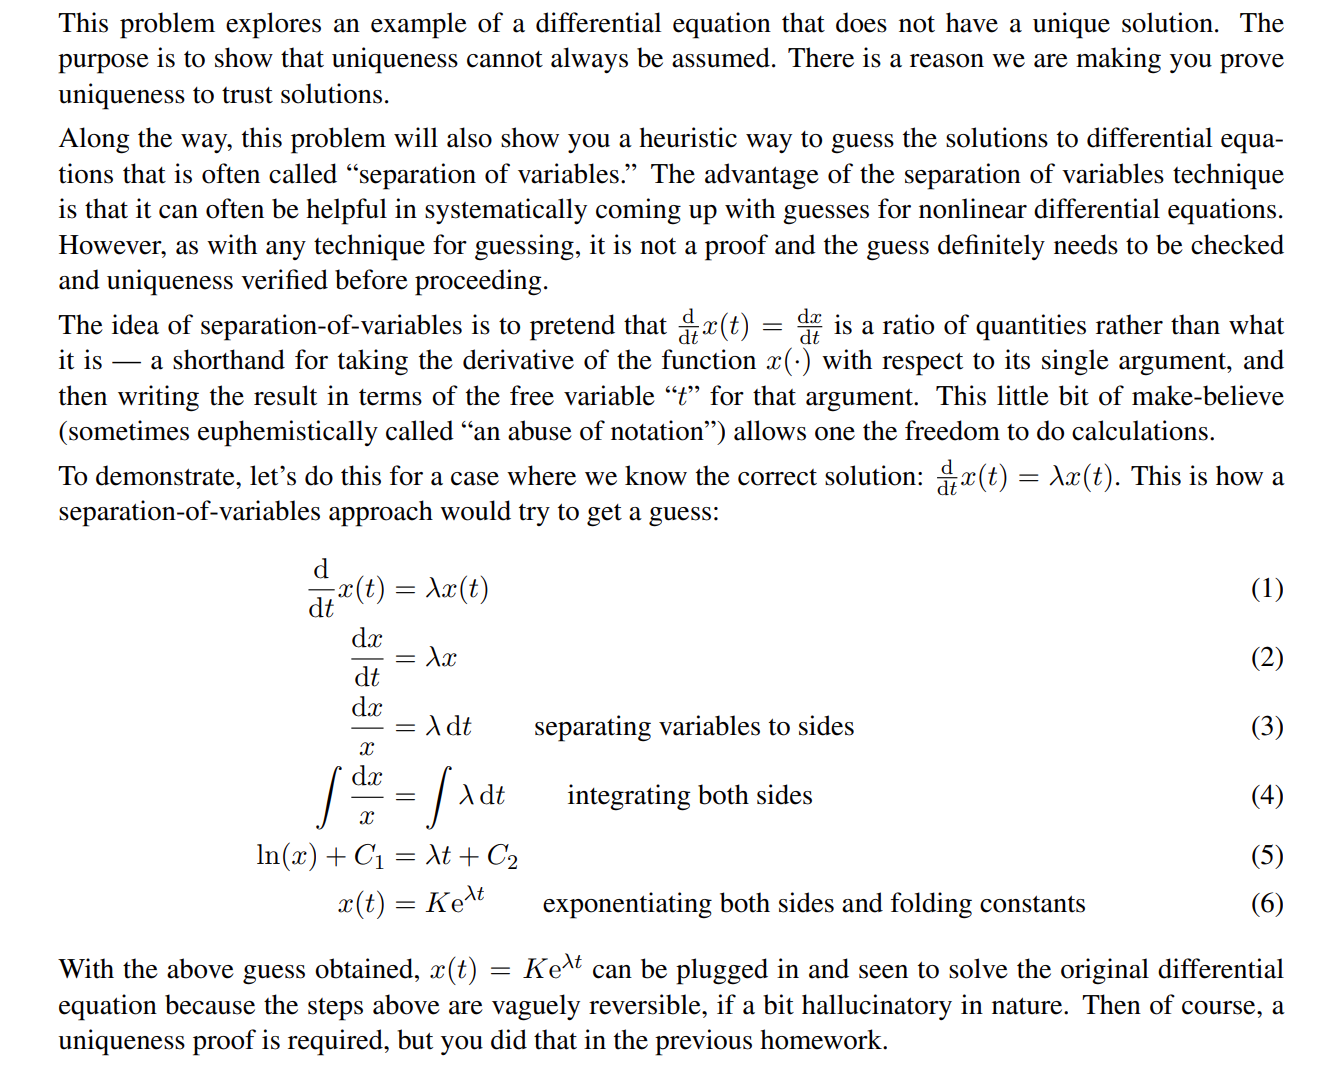 This problem explores an example of a differential equation that does not have a unique solution. The
purpose is to show that uniqueness cannot always be assumed. There is a reason we are making you prove
uniqueness to trust solutions.
Along the way, this problem will also show you a heuristic way to guess the solutions to differential equa-
tions that is often called “separation of variables.” The advantage of the separation of variables technique
is that it can often be helpful in systematically coming up with guesses for nonlinear differential equations.
However, as with any technique for guessing, it is not a proof and the guess definitely needs to be checked
and uniqueness verified before proceeding.
The idea of separation-of-variables is to pretend that $\frac{d}{dt}x(t) = \frac{dx}{dt}$ is a ratio of quantities rather than what
it is — a shorthand for taking the derivative of the function $x(\cdot)$ with respect to its single argument, and
then writing the result in terms of the free variable “$t$” for that argument. This little bit of make-believe
(sometimes euphemistically called “an abuse of notation”) allows one the freedom to do calculations.
To demonstrate, let’s do this for a case where we know the correct solution: $\frac{d}{dt}x(t) = \lambda x(t)$. This is how a
separation-of-variables approach would try to get a guess:
$\frac{d}{dt}x(t) = \lambda x(t)$ (1)
$\frac{dx}{dt} = \lambda x$ (2)
$\frac{dx}{x} = \lambda\, dt$ separating variables to sides (3)
$\int \frac{dx}{x} = \int \lambda\, dt$ integrating both sides (4)
$\ln(x) + C_1 = \lambda t + C_2$ (5)
$x(t) = Ke^{\lambda t}$ exponentiating both sides and folding constants (6)
With the above guess obtained, $x(t) = Ke^{\lambda t}$ can be plugged in and seen to solve the original differential
equation because the steps above are vaguely reversible, if a bit hallucinatory in nature. Then of course, a
uniqueness proof is required, but you did that in the previous homework.